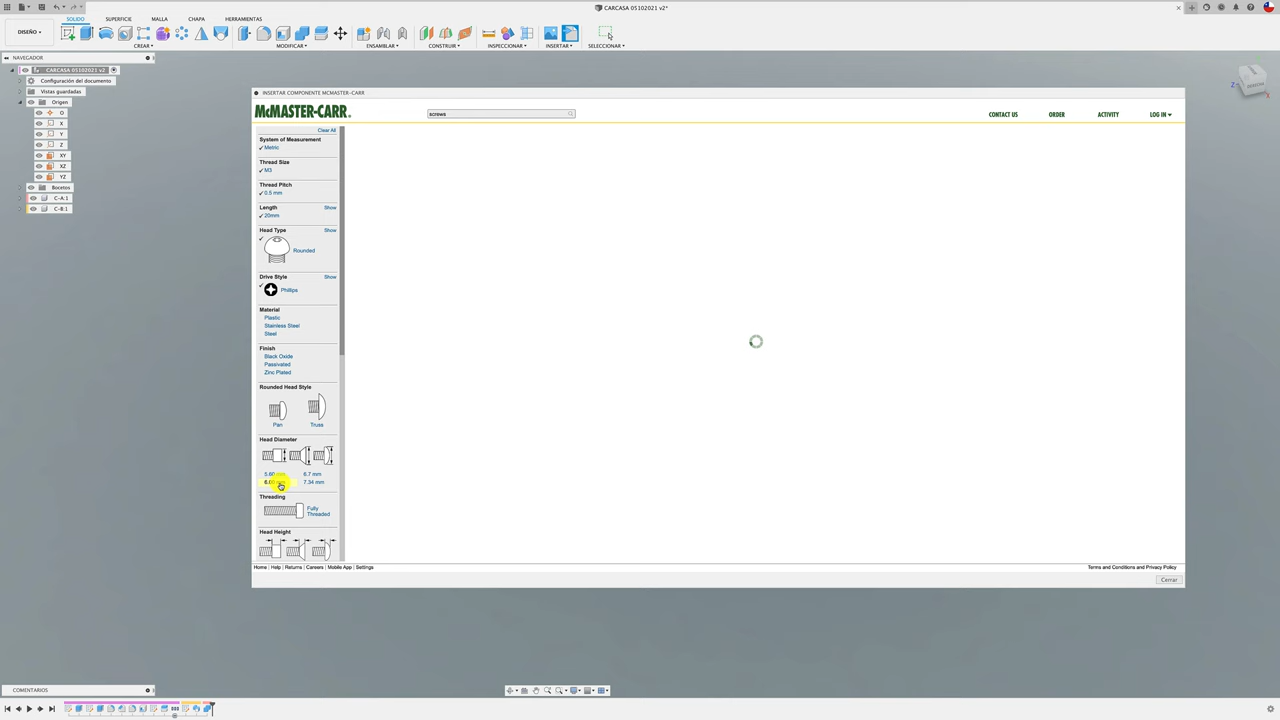 CARCASA 05102021 v2*
SOLIDO
SUPERFICIE
MALLA
CHAPA
HERRAMIENTAS
DISEÑO
CREAR
MODIFICAR
ENSAMBLAR
CONSTRUIR
INSPECCIONAR
INSERTAR
SELECCIONAR
NAVEGADOR
CARCASA 05102021 v2
Configuración del documento
Vistas guardadas
Origen
O
X
Y
Z
XY
XZ
YZ
Bocetos
C-A:1
C-B:1
INSERTAR COMPONENTE MCMASTER-CARR
McMASTER-CARR.
screws
CONTACT US
ORDER
ACTIVITY
LOG IN
Clear All
System of Measurement
Metric
Thread Size
M3
Thread Pitch
0.5 mm
Length Show
20mm
Head Type Show
Rounded
Drive Style Show
Phillips
Material
Plastic
Stainless Steel
Steel
Finish
Black Oxide
Passivated
Zinc Plated
Rounded Head Style
Pan Truss
Head Diameter
6.7 mm
7.34 mm
Threading
Fully
Threaded
Head Height
Home | Help | Returns | Careers | Mobile App | Settings
Terms and Conditions and Privacy Policy
Cerrar
COMENTARIOS